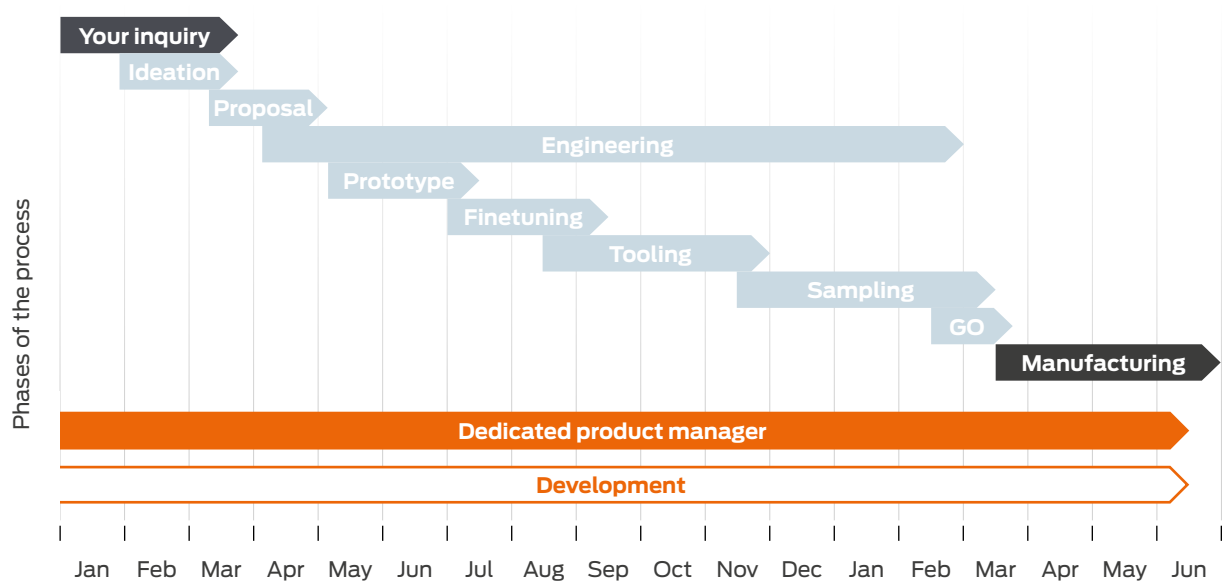 Your inquiry
Ideation
Proposal
Engineering
Prototype
Finetuning
Tooling
Sampling
GO
Manufacturing
Phases of the process
Dedicated product manager
Development
Jan Feb Mar Apr May Jun Jul Aug Sep Oct Nov Dec Jan Feb Mar Apr May Jun